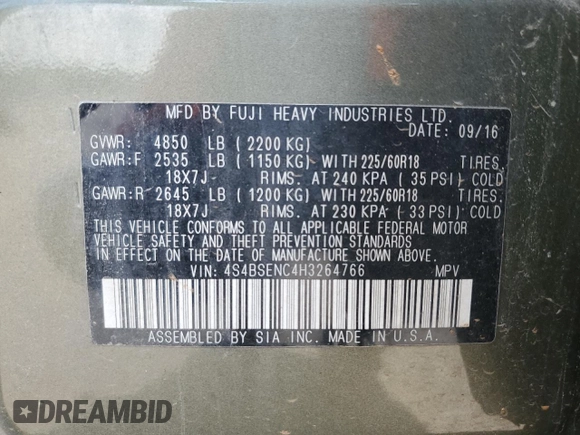 MFD BY FUJI HEAVY INDUSTRIES LTD.
DATE: 09/16
GVWR: 4850 LB (2200 KG)
GAWR:F 2535 LB (1150 KG) WITH 225/60R18 TIRES.
18X7J RIMS. AT 240 KPA (35 PSI) COLD
GAWR:R 2645 LB (1200 KG) WITH 225/60R18 TIRES.
18X7J RIMS. AT 230 KPA (33 PSI) COLD
THIS VEHICLE CONFORMS TO ALL APPLICABLE FEDERAL MOTOR
VEHICLE SAFETY AND THEFT PREVENTION STANDARDS
IN EFFECT ON THE DATE OF MANUFACTURE SHOWN ABOVE.
VIN: 4S4BSENC4H3264766 MPV
ASSEMBLED BY SIA INC. MADE IN U.S.A.
DREAMBID